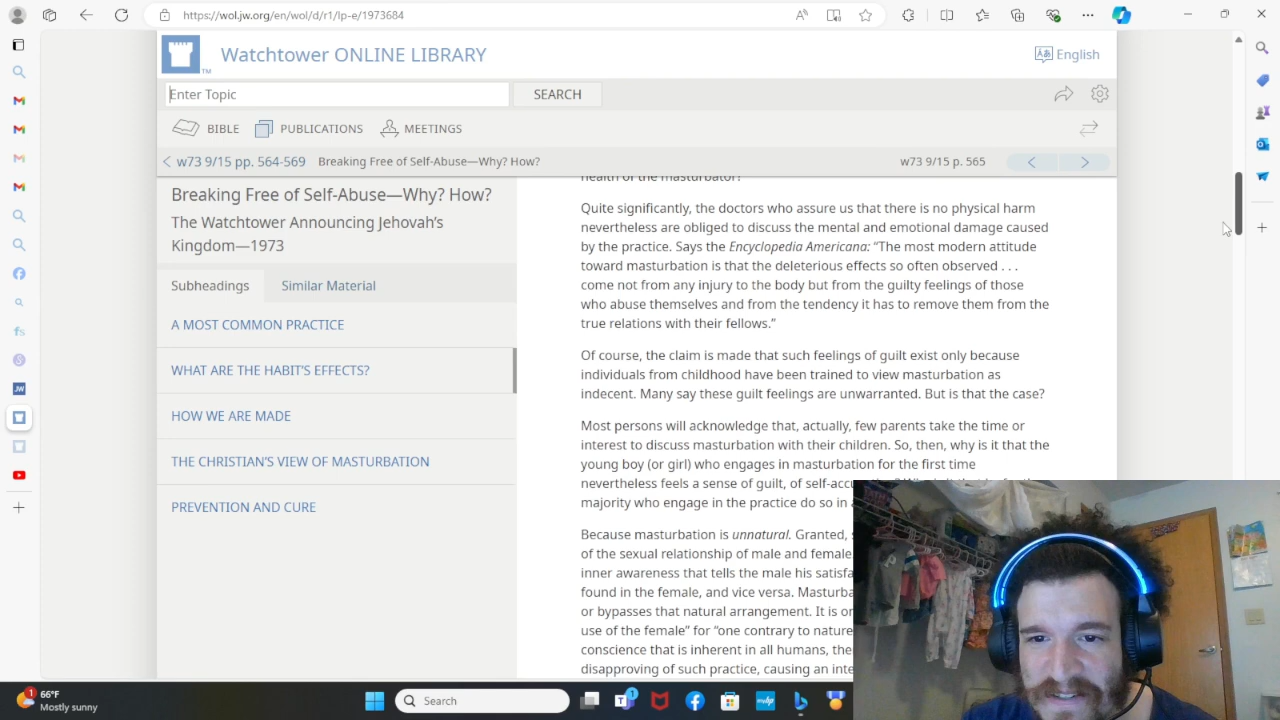 https://wol.jw.org/en/wol/d/r1/lp-e/1973684
Watchtower ONLINE LIBRARY
TM
English
Enter Topic
SEARCH
BIBLE PUBLICATIONS MEETINGS
w73 9/15 pp. 564-569 Breaking Free of Self-Abuse—Why? How? w73 9/15 p. 565
Breaking Free of Self-Abuse—Why? How?
The Watchtower Announcing Jehovah's
Kingdom—1973
Subheadings Similar Material
A MOST COMMON PRACTICE
WHAT ARE THE HABIT'S EFFECTS?
HOW WE ARE MADE
THE CHRISTIAN'S VIEW OF MASTURBATION
PREVENTION AND CURE
health of the masturbator?
Quite significantly, the doctors who assure us that there is no physical harm
nevertheless are obliged to discuss the mental and emotional damage caused
by the practice. Says the Encyclopedia Americana: “The most modern attitude
toward masturbation is that the deleterious effects so often observed . . .
come not from any injury to the body but from the guilty feelings of those
who abuse themselves and from the tendency it has to remove them from the
true relations with their fellows.”
Of course, the claim is made that such feelings of guilt exist only because
individuals from childhood have been trained to view masturbation as
indecent. Many say these guilt feelings are unwarranted. But is that the case?
Most persons will acknowledge that, actually, few parents take the time or
interest to discuss masturbation with their children. So, then, why is it that the
young boy (or girl) who engages in masturbation for the first time
nevertheless feels a sense of guilt, of
majority who engage in the practice do so in
Because masturbation is unnatural. Granted,
of the sexual relationship of male and female
inner awareness that tells the male his
found in the female, and vice versa.
or bypasses that natural arrangement. It is
use of the female” for “one contrary to nature
conscience that is inherent in all humans,
disapproving of such practice, causing an
66°F
Mostly sunny
Search